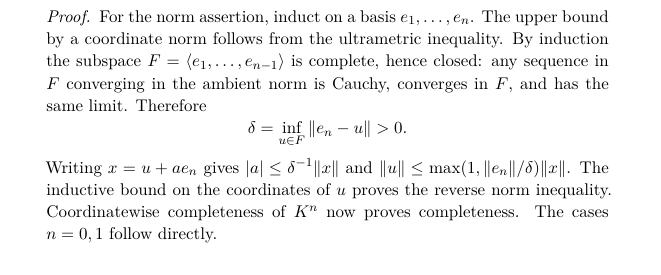 Proof. For the norm assertion, induct on a basis e₁, . . . , eₙ. The upper bound
by a coordinate norm follows from the ultrametric inequality. By induction
the subspace F = ⟨e₁, . . . , eₙ₋₁⟩ is complete, hence closed: any sequence in
F converging in the ambient norm is Cauchy, converges in F, and has the
same limit. Therefore
δ = inf_{u∈F} ‖eₙ − u‖ > 0.
Writing x = u + aeₙ gives |a| ≤ δ⁻¹‖x‖ and ‖u‖ ≤ max(1, ‖eₙ‖/δ)‖x‖. The
inductive bound on the coordinates of u proves the reverse norm inequality.
Coordinatewise completeness of Kⁿ now proves completeness. The cases
n = 0, 1 follow directly.